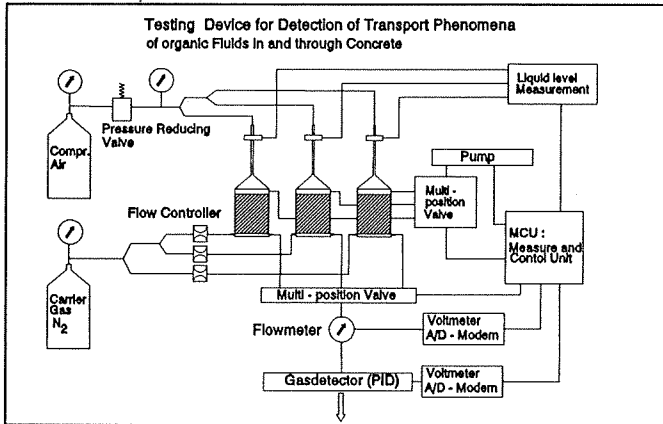 Testing Device for Detection of Transport Phenomena
of organic Fluids in and through Concrete
Liquid level
Measurement
Pressure Reducing
Valve
Compr.
Air
Pump
Multi -
position
Valve
Flow Controller
MCU :
Measure and
Contol Unit
Carrier
Gas
N2
Multi - position Valve
Flowmeter
Voltmeter
A/D - Modem
Gasdetector (PID)
Voltmeter
A/D - Modem